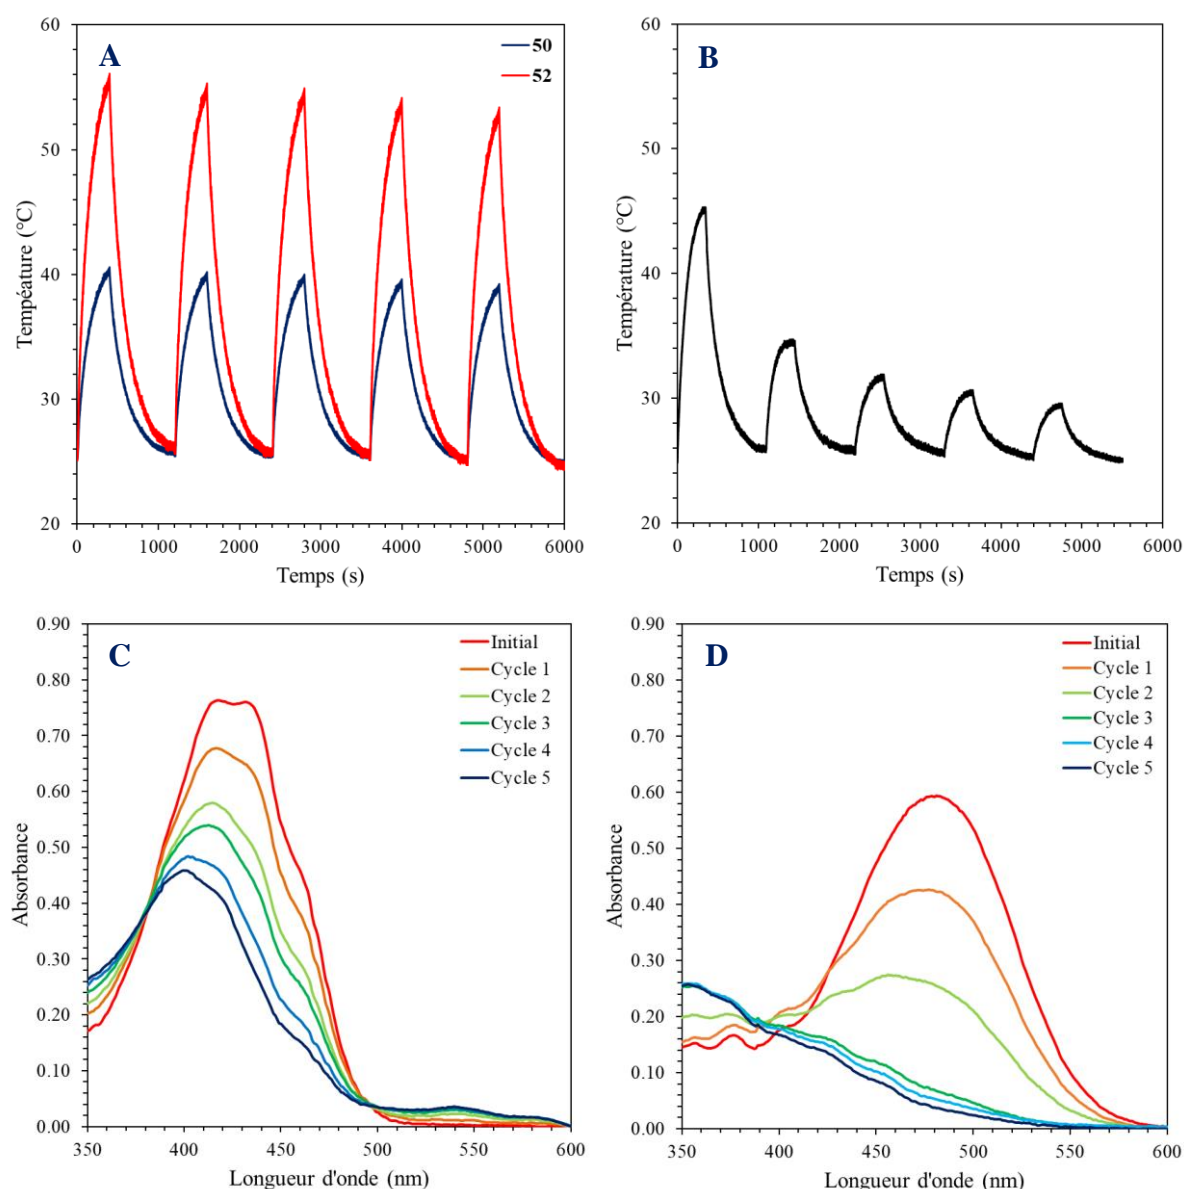 A
50
52
60
50
40
30
20
Tempéature (°C)
0 1000 2000 3000 4000 5000 6000
Temps (s)
B
60
50
40
30
20
Température (°C)
0 1000 2000 3000 4000 5000 6000
Temps (s)
C
Initial
Cycle 1
Cycle 2
Cycle 3
Cycle 4
Cycle 5
0.90
0.80
0.70
0.60
0.50
0.40
0.30
0.20
0.10
0.00
Absorbance
350 400 450 500 550 600
Longueur d'onde (nm)
D
Initial
Cycle 1
Cycle 2
Cycle 3
Cycle 4
Cycle 5
0.90
0.80
0.70
0.60
0.50
0.40
0.30
0.20
0.10
0.00
Absorbance
350 400 450 500 550 600
Longueur d'onde (nm)